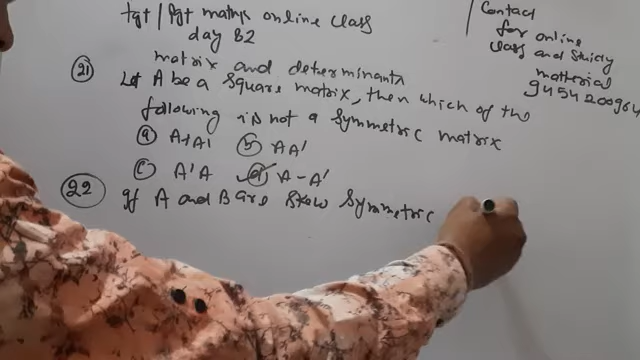 tgt / Pgt maths online class
day 82
Contact
for online
class and Study
matterial
9454200964
matrix and determinants
(21) Let A be a square matrix, then which of the
following is not a symmetric matrix
(a) A+A' (b) AA'
(c) A'A (d) A-A'
(22) If A and B are skew symmetric